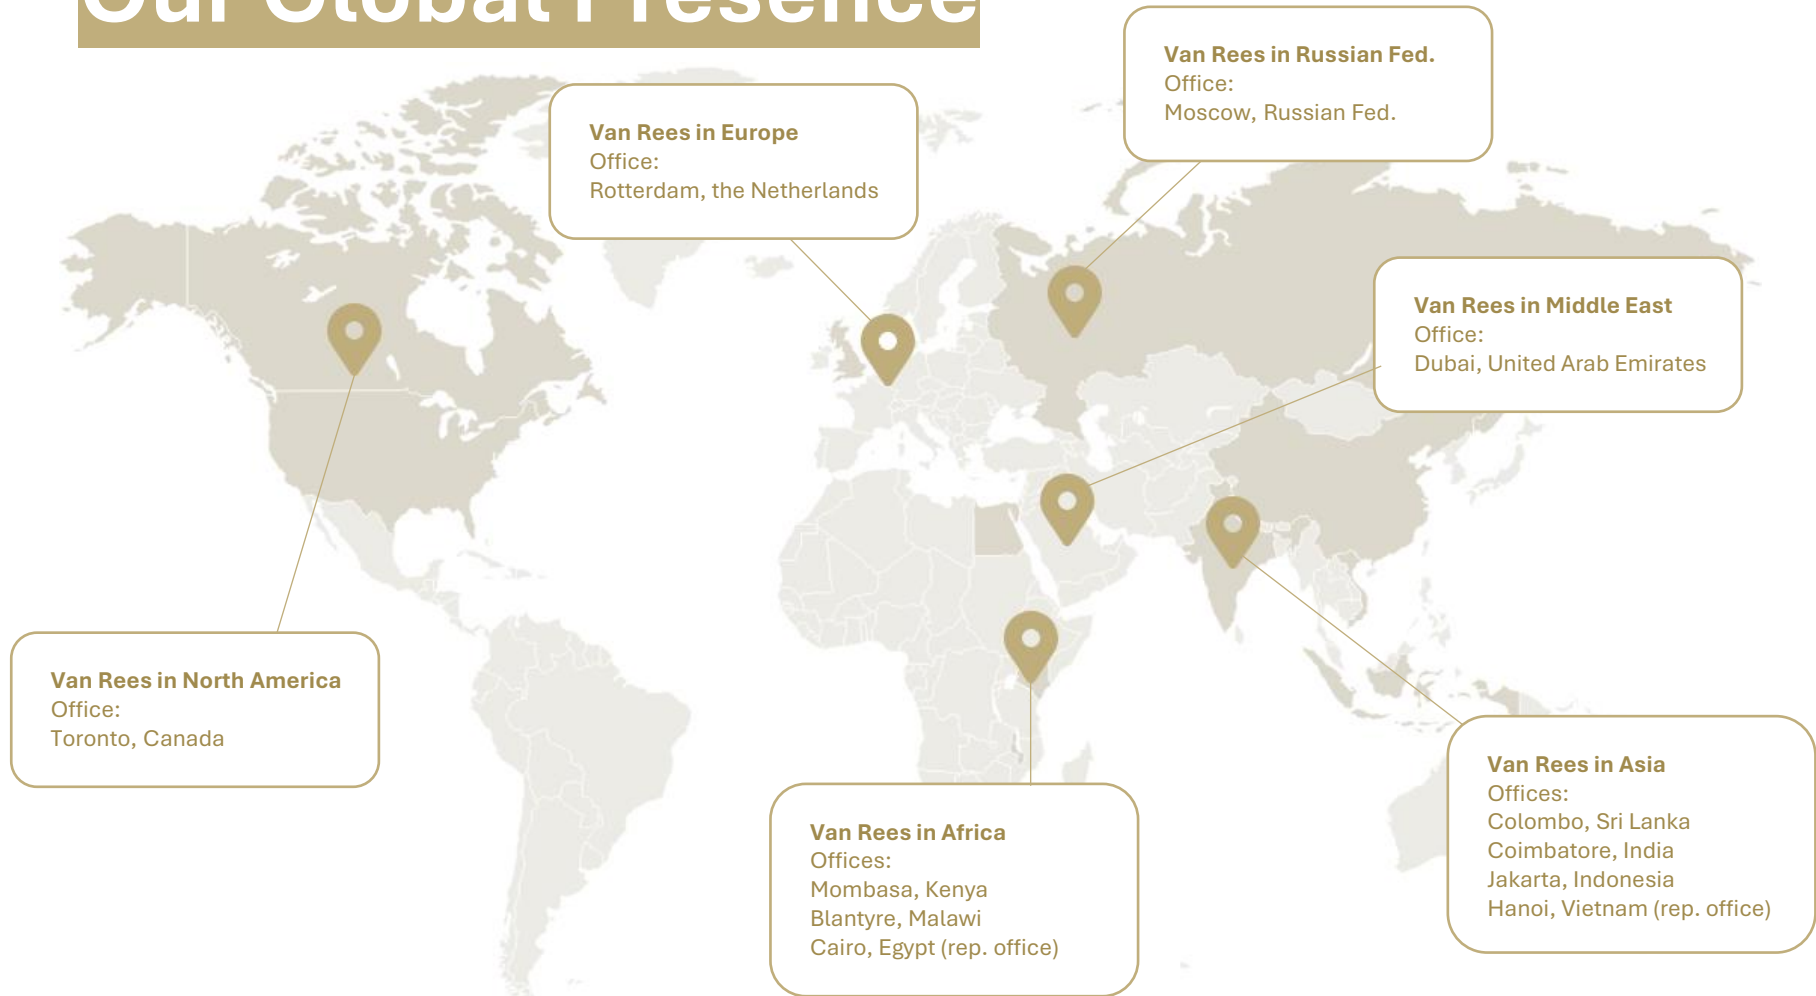 Our Global Presence
Van Rees in Russian Fed.
Office:
Moscow, Russian Fed.
Van Rees in Europe
Office:
Rotterdam, the Netherlands
Van Rees in Middle East
Office:
Dubai, United Arab Emirates
Van Rees in North America
Office:
Toronto, Canada
Van Rees in Africa
Offices:
Mombasa, Kenya
Blantyre, Malawi
Cairo, Egypt (rep. office)
Van Rees in Asia
Offices:
Colombo, Sri Lanka
Coimbatore, India
Jakarta, Indonesia
Hanoi, Vietnam (rep. office)